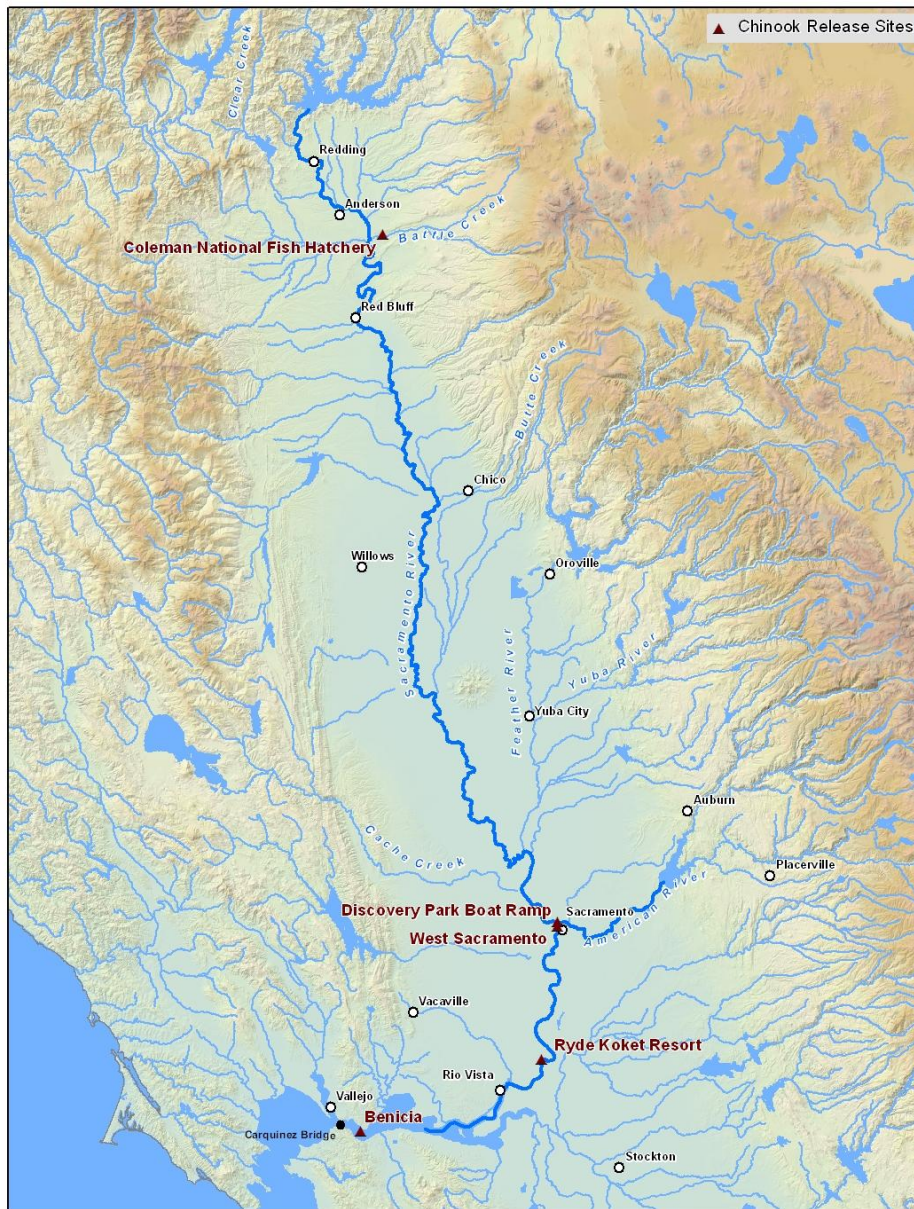 Chinook Release Sites
Clear Creek
Redding
Anderson
Battle Creek
Coleman National Fish Hatchery
Red Bluff
Butte Creek
Chico
Willows
Oroville
Sacramento River
Feather River
Yuba River
Yuba City
Auburn
Cache Creek
Placerville
American River
Discovery Park Boat Ramp
Sacramento
West Sacramento
Vacaville
Ryde Koket Resort
Rio Vista
Vallejo
Benicia
Carquinez Bridge
Stockton